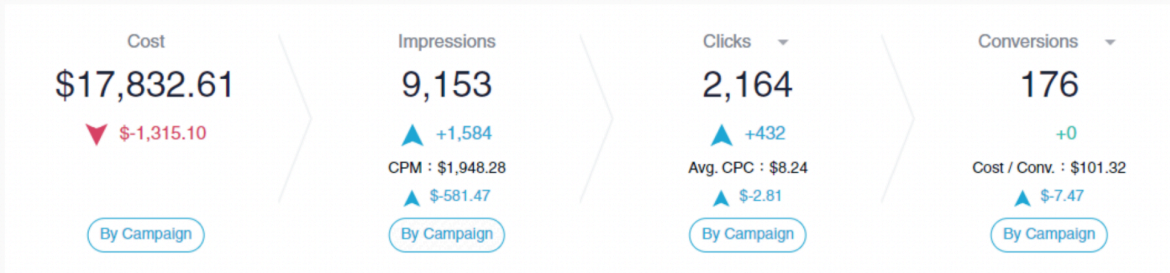 Cost
$17,832.61
$-1,315.10
By Campaign
Impressions
9,153
+1,584
CPM : $1,948.28
$-581.47
By Campaign
Clicks
2,164
+432
Avg. CPC : $8.24
$-2.81
By Campaign
Conversions
176
+0
Cost / Conv. : $101.32
$-7.47
By Campaign